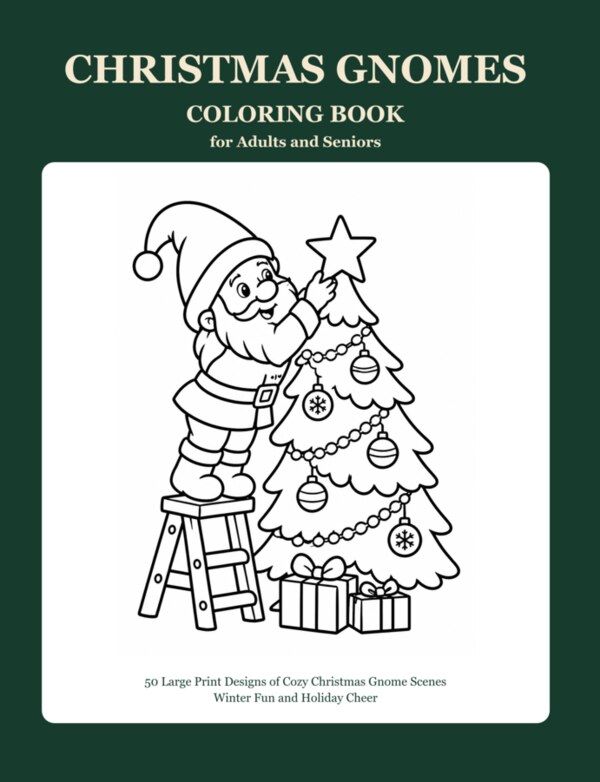 CHRISTMAS GNOMES
COLORING BOOK
for Adults and Seniors
50 Large Print Designs of Cozy Christmas Gnome Scenes
Winter Fun and Holiday Cheer